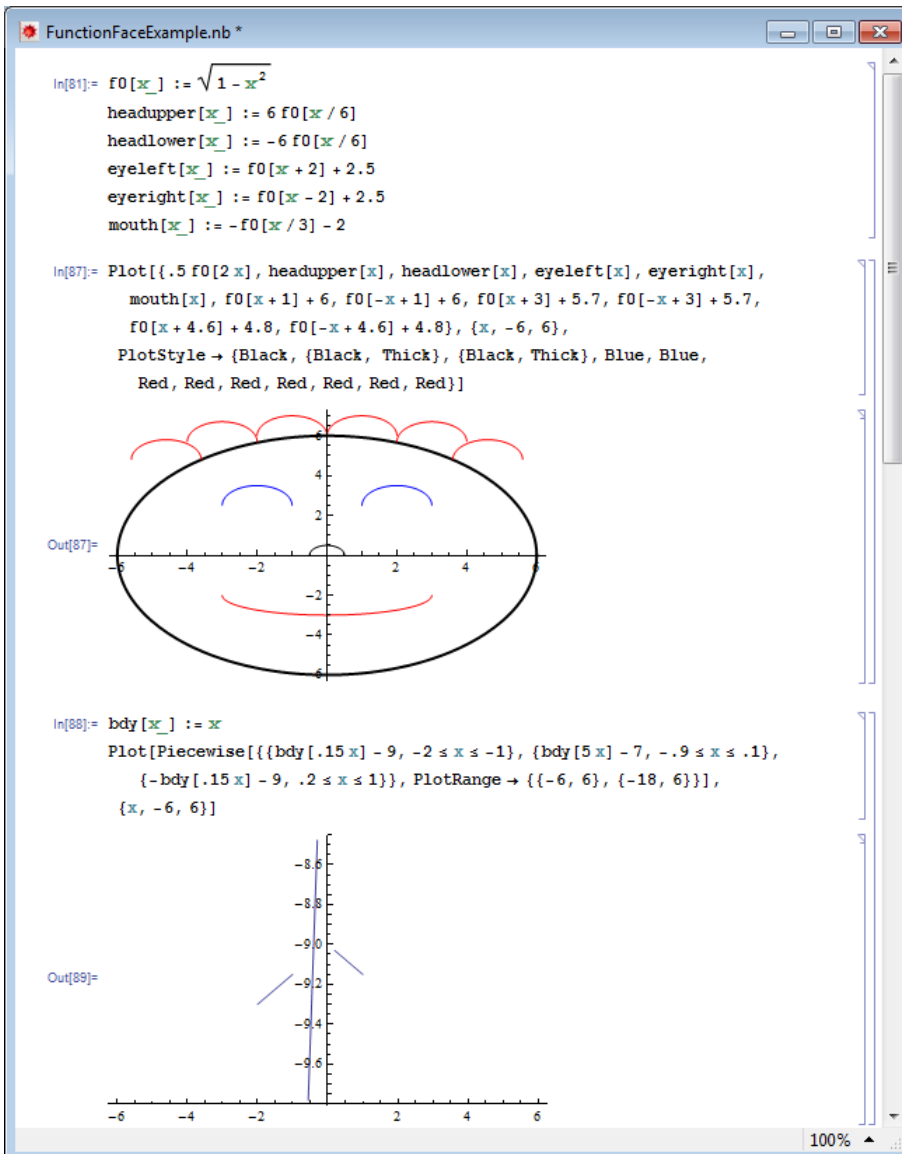 FunctionFaceExample.nb *
In[81]:= f0[x_] := √(1 - x²)
headupper[x_] := 6 f0[x / 6]
headlower[x_] := -6 f0[x / 6]
eyeleft[x_] := f0[x + 2] + 2.5
eyeright[x_] := f0[x - 2] + 2.5
mouth[x_] := -f0[x / 3] - 2
In[87]:= Plot[{.5 f0[2 x], headupper[x], headlower[x], eyeleft[x], eyeright[x],
mouth[x], f0[x + 1] + 6, f0[-x + 1] + 6, f0[x + 3] + 5.7, f0[-x + 3] + 5.7,
f0[x + 4.6] + 4.8, f0[-x + 4.6] + 4.8}, {x, -6, 6},
PlotStyle → {Black, {Black, Thick}, {Black, Thick}, Blue, Blue,
Red, Red, Red, Red, Red, Red, Red}]
6
4
2
Out[87]=
-6 -4 -2 2 4 6
-2
-4
-6
In[88]:= bdy[x_] := x
Plot[Piecewise[{{bdy[.15 x] - 9, -2 ≤ x ≤ -1}, {bdy[5 x] - 7, -.9 ≤ x ≤ .1},
{-bdy[.15 x] - 9, .2 ≤ x ≤ 1}}, PlotRange → {{-6, 6}, {-18, 6}}],
{x, -6, 6}]
-8.6
-8.8
-9.0
Out[89]=
-9.2
-9.4
-9.6
-6 -4 -2 2 4 6
100%